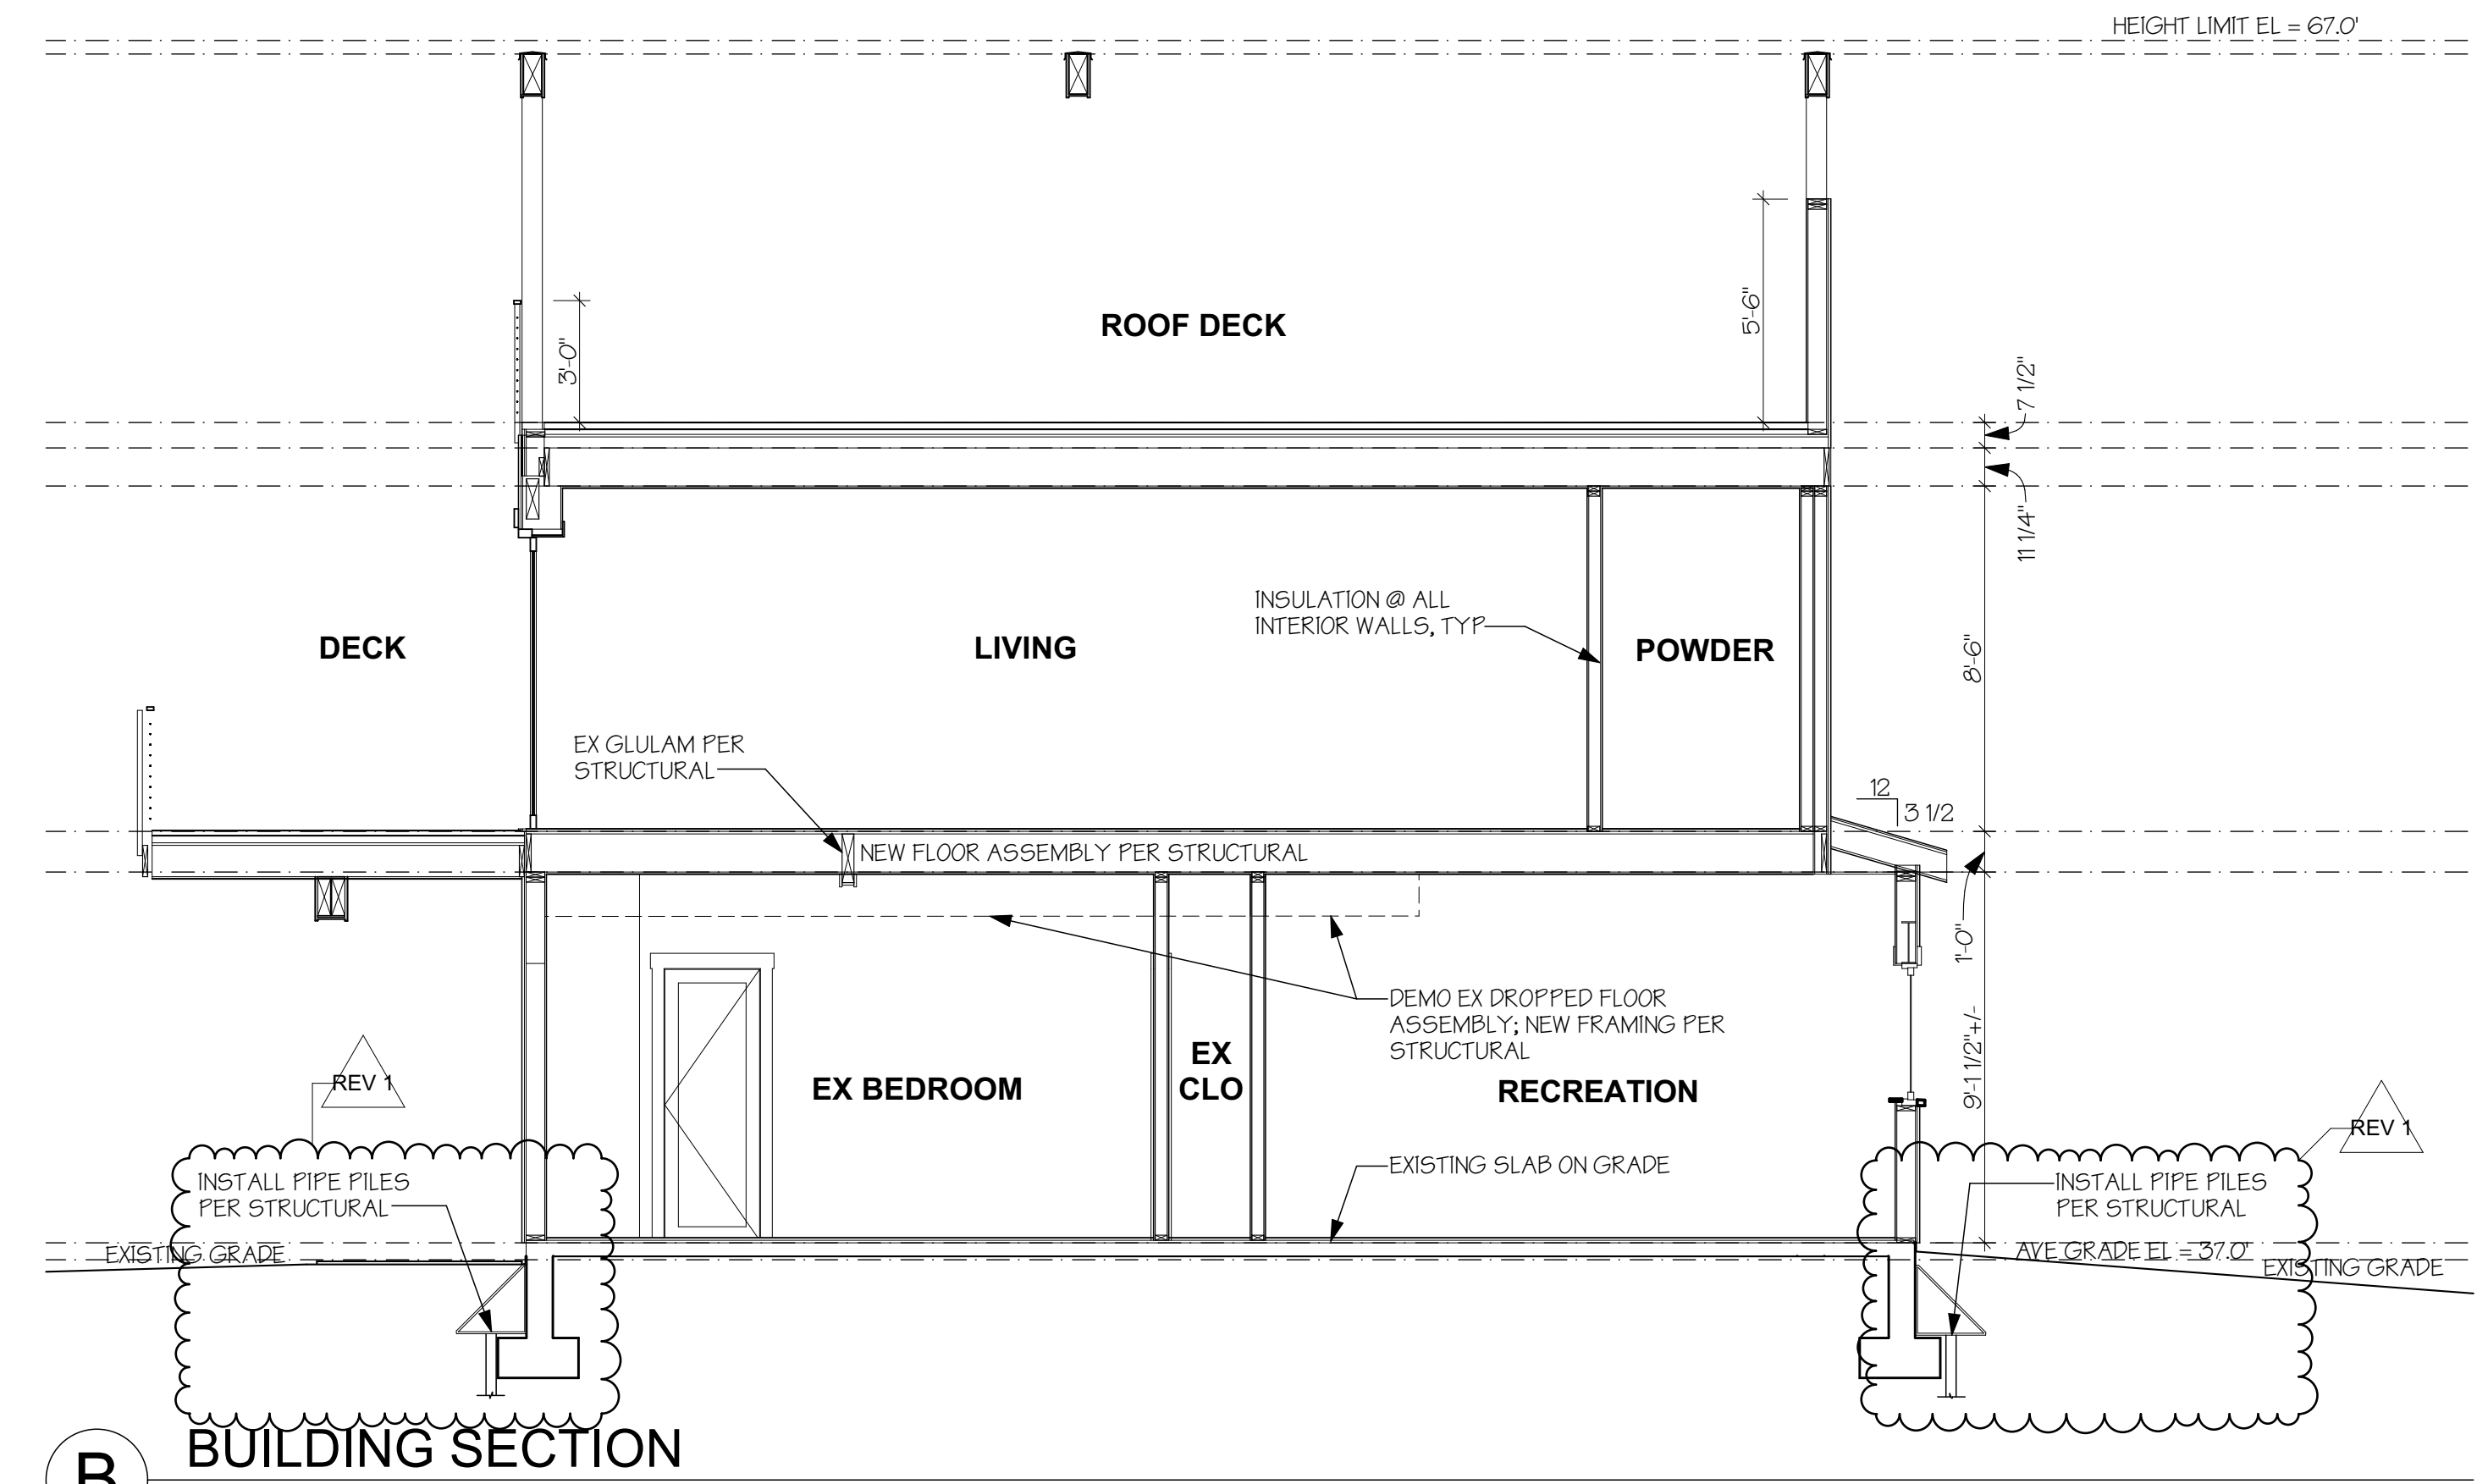 HEIGHT LIMIT EL = 67.0'
ROOF DECK
3'-0"
5'-6"
7 1/2"
11 1/4"
DECK
LIVING
INSULATION @ ALL
INTERIOR WALLS, TYP
POWDER
8'-6"
EX GLULAM PER
STRUCTURAL
12
3 1/2
NEW FLOOR ASSEMBLY PER STRUCTURAL
1'-0"
DEMO EX DROPPED FLOOR
ASSEMBLY; NEW FRAMING PER
STRUCTURAL
9'-1 1/2"+/-
REV 1
EX BEDROOM
EX
CLO
RECREATION
REV 1
EXISTING SLAB ON GRADE
INSTALL PIPE PILES
PER STRUCTURAL
INSTALL PIPE PILES
PER STRUCTURAL
EXISTING GRADE
AVE GRADE EL = 37.0'
EXISTING GRADE
B
BUILDING SECTION